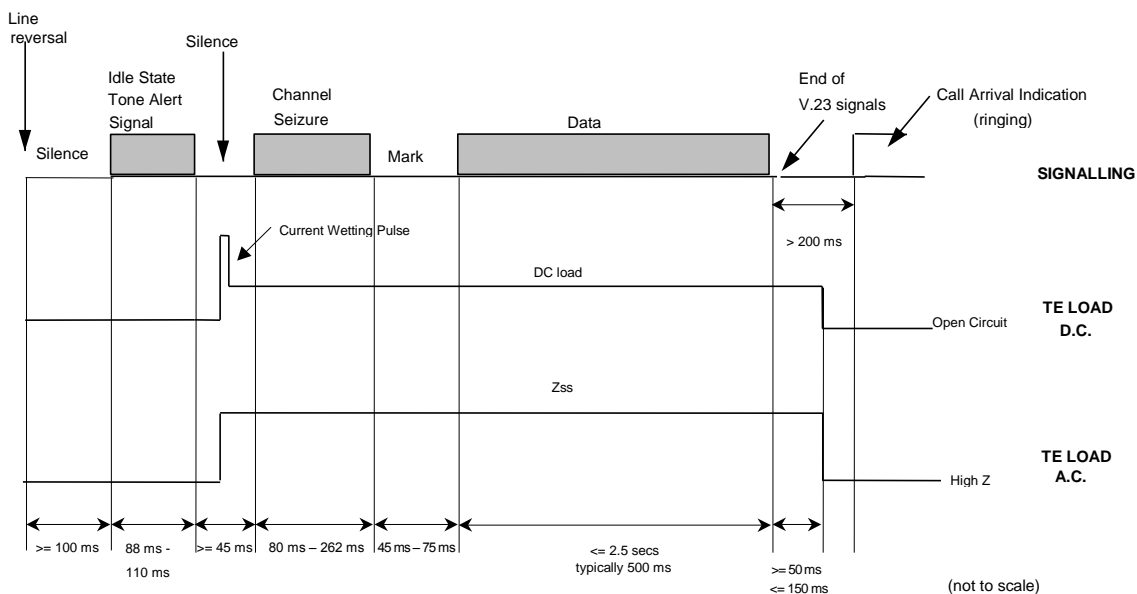 Line
reversal
Silence
Idle State
Tone Alert
Signal
Silence
Channel
Seizure
Mark
Data
End of
V.23 signals
Call Arrival Indication
(ringing)
SIGNALLING
> 200 ms
Current Wetting Pulse
DC load
Open Circuit
TE LOAD
D.C.
Zss
High Z
TE LOAD
A.C.
>= 100 ms
88 ms -
110 ms
>= 45 ms
80 ms – 262 ms
45 ms – 75 ms
<= 2.5 secs
typically 500 ms
>= 50 ms
<= 150 ms
(not to scale)